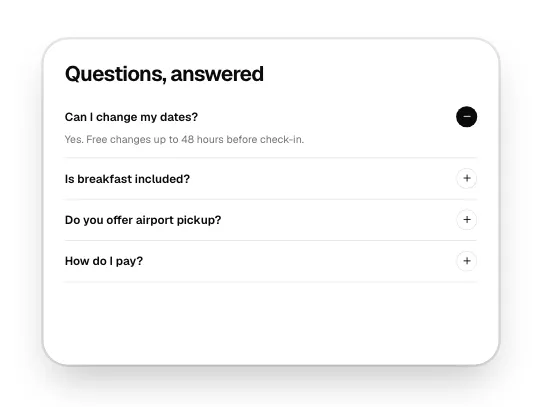 Questions, answered
Can I change my dates?
Yes. Free changes up to 48 hours before check-in.
Is breakfast included?
Do you offer airport pickup?
How do I pay?